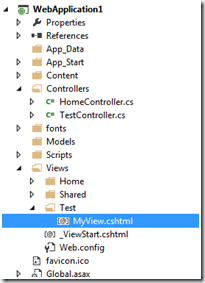 WebApplication1
Properties
References
App_Data
App_Start
Content
Controllers
HomeController.cs
TestController.cs
fonts
Models
Scripts
Views
Home
Shared
Test
MyView.cshtml
_ViewStart.cshtml
Web.config
favicon.ico
Global.asax